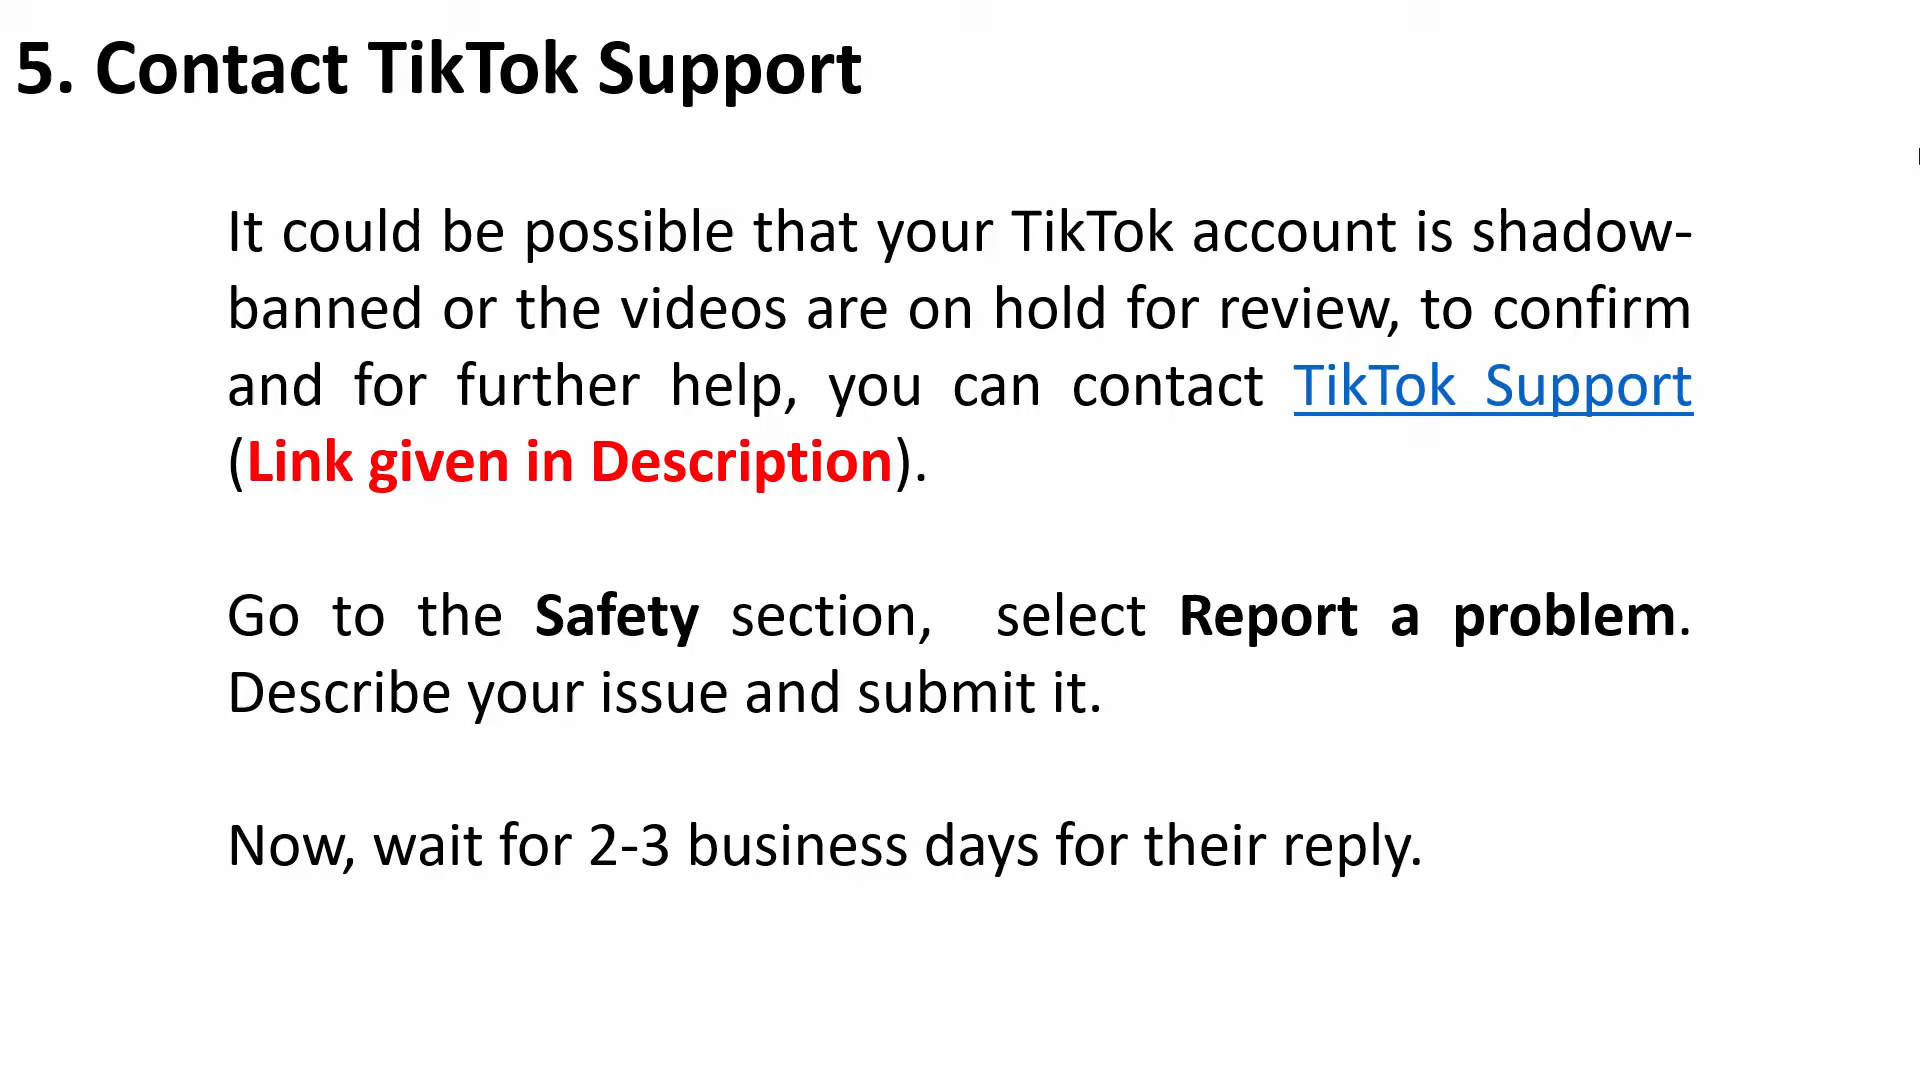 5. Contact TikTok Support
It could be possible that your TikTok account is shadow-
banned or the videos are on hold for review, to confirm
and for further help, you can contact TikTok Support
(Link given in Description).
Go to the Safety section, select Report a problem.
Describe your issue and submit it.
Now, wait for 2-3 business days for their reply.